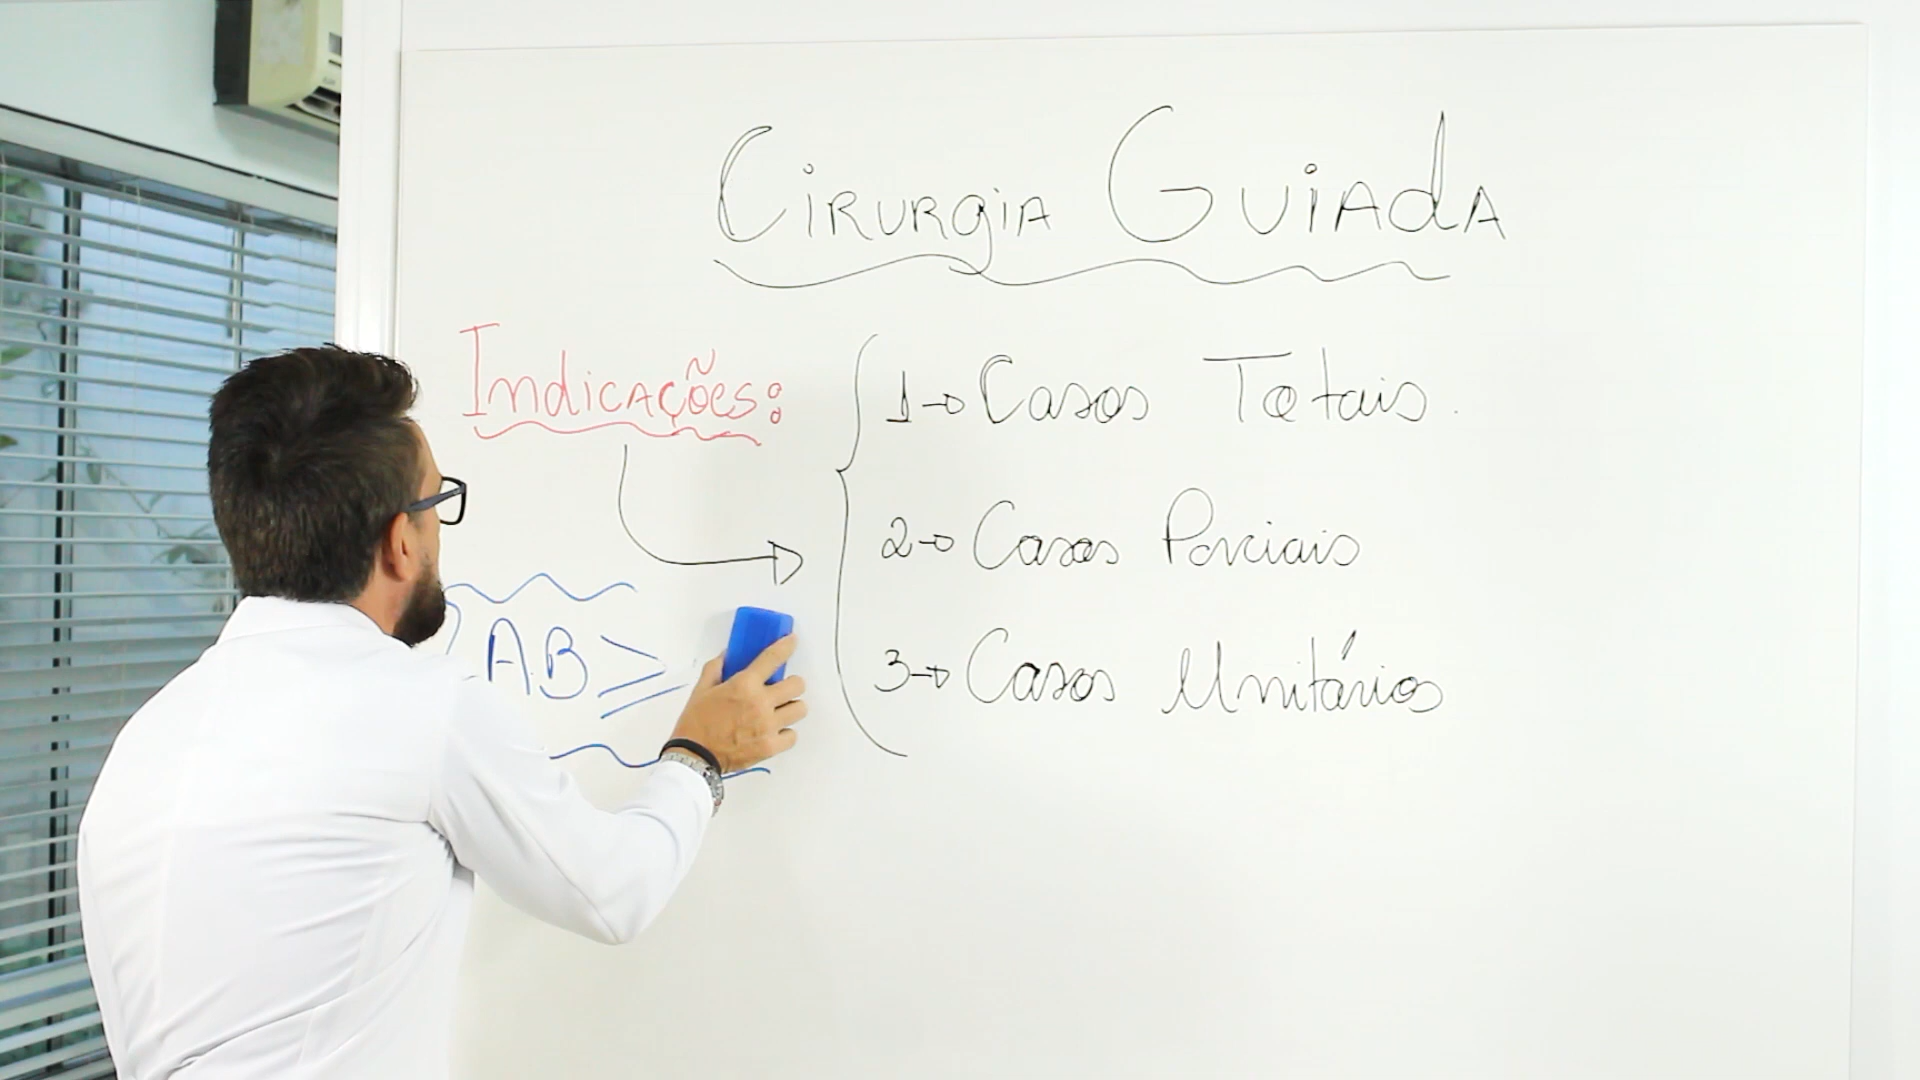 Cirurgia Guiada
Indicações:
1→ Casos Totais.
2→ Casos Parciais
3→ Casos Unitários
AB ≥